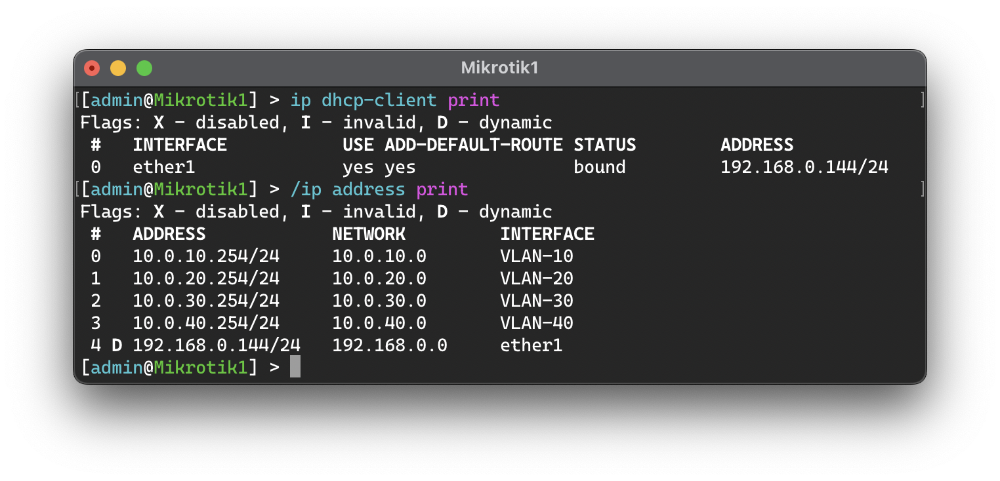 Mikrotik1
[[admin@Mikrotik1] > ip dhcp-client print ]
Flags: X - disabled, I - invalid, D - dynamic
 #   INTERFACE           USE ADD-DEFAULT-ROUTE STATUS        ADDRESS
 0   ether1              yes yes               bound         192.168.0.144/24
[[admin@Mikrotik1] > /ip address print ]
Flags: X - disabled, I - invalid, D - dynamic
 #   ADDRESS            NETWORK         INTERFACE
 0   10.0.10.254/24     10.0.10.0       VLAN-10
 1   10.0.20.254/24     10.0.20.0       VLAN-20
 2   10.0.30.254/24     10.0.30.0       VLAN-30
 3   10.0.40.254/24     10.0.40.0       VLAN-40
 4 D 192.168.0.144/24   192.168.0.0     ether1
[admin@Mikrotik1] >